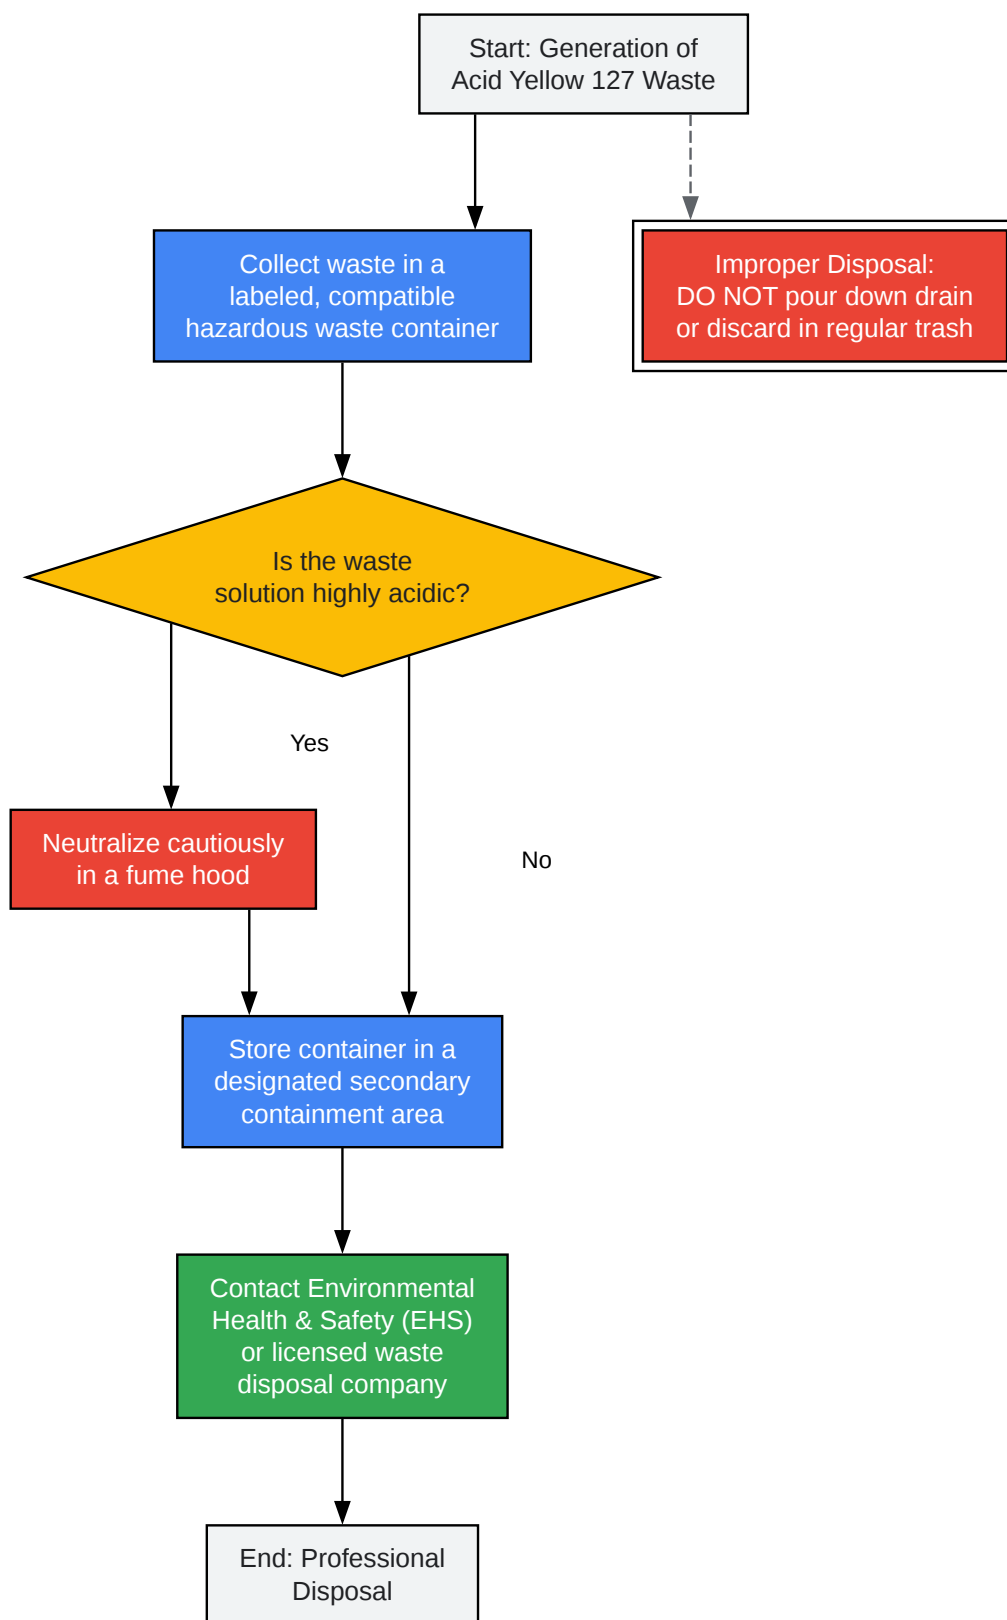 Start: Generation of
Acid Yellow 127 Waste
Collect waste in a
labeled, compatible
hazardous waste container
Improper Disposal:
DO NOT pour down drain
or discard in regular trash
Is the waste
solution highly acidic?
Yes
Neutralize cautiously
in a fume hood
No
Store container in a
designated secondary
containment area
Contact Environmental
Health & Safety (EHS)
or licensed waste
disposal company
End: Professional
Disposal